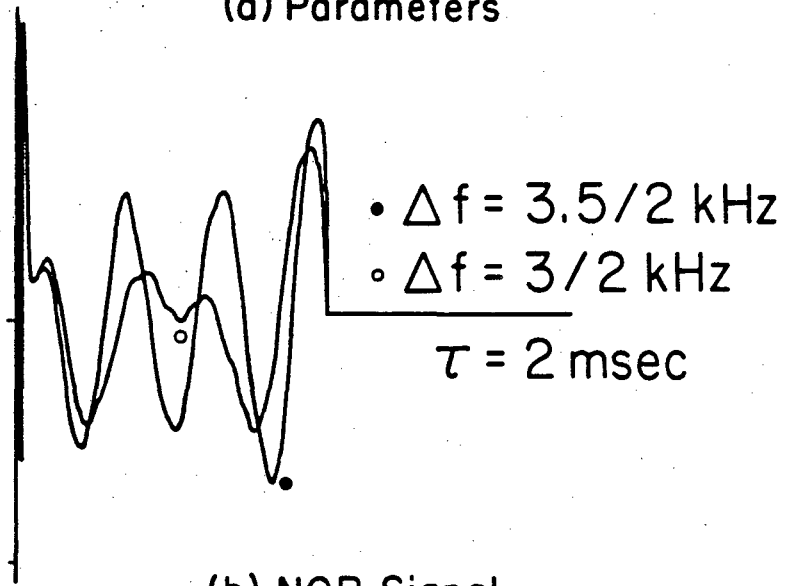 (a) Parameters
• Δf = 3.5/2 kHz
○ Δf = 3/2 kHz
τ = 2 msec
(b) NQR Signal